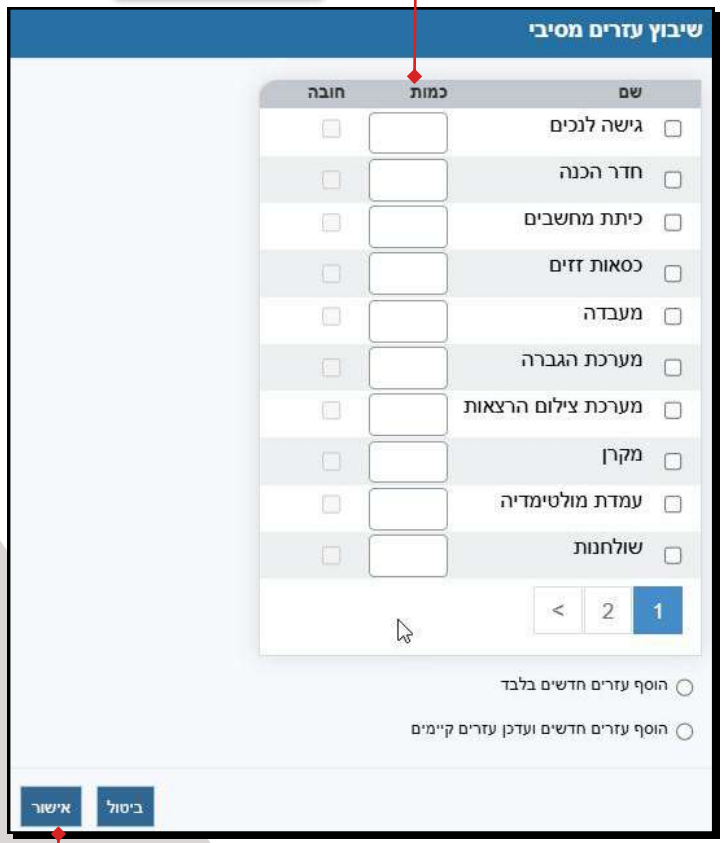 שיבוץ עזרים מסיבי
שם כמות חובה
גישה לנכים
חדר הכנה
כיתת מחשבים
כסאות זזים
מעבדה
מערכת הגברה
מערכת צילום הרצאות
מקרן
עמדת מולטימדיה
שולחנות
1 2 >
הוסף עזרים חדשים בלבד
הוסף עזרים חדשים ועדכן עזרים קיימים
ביטול אישור